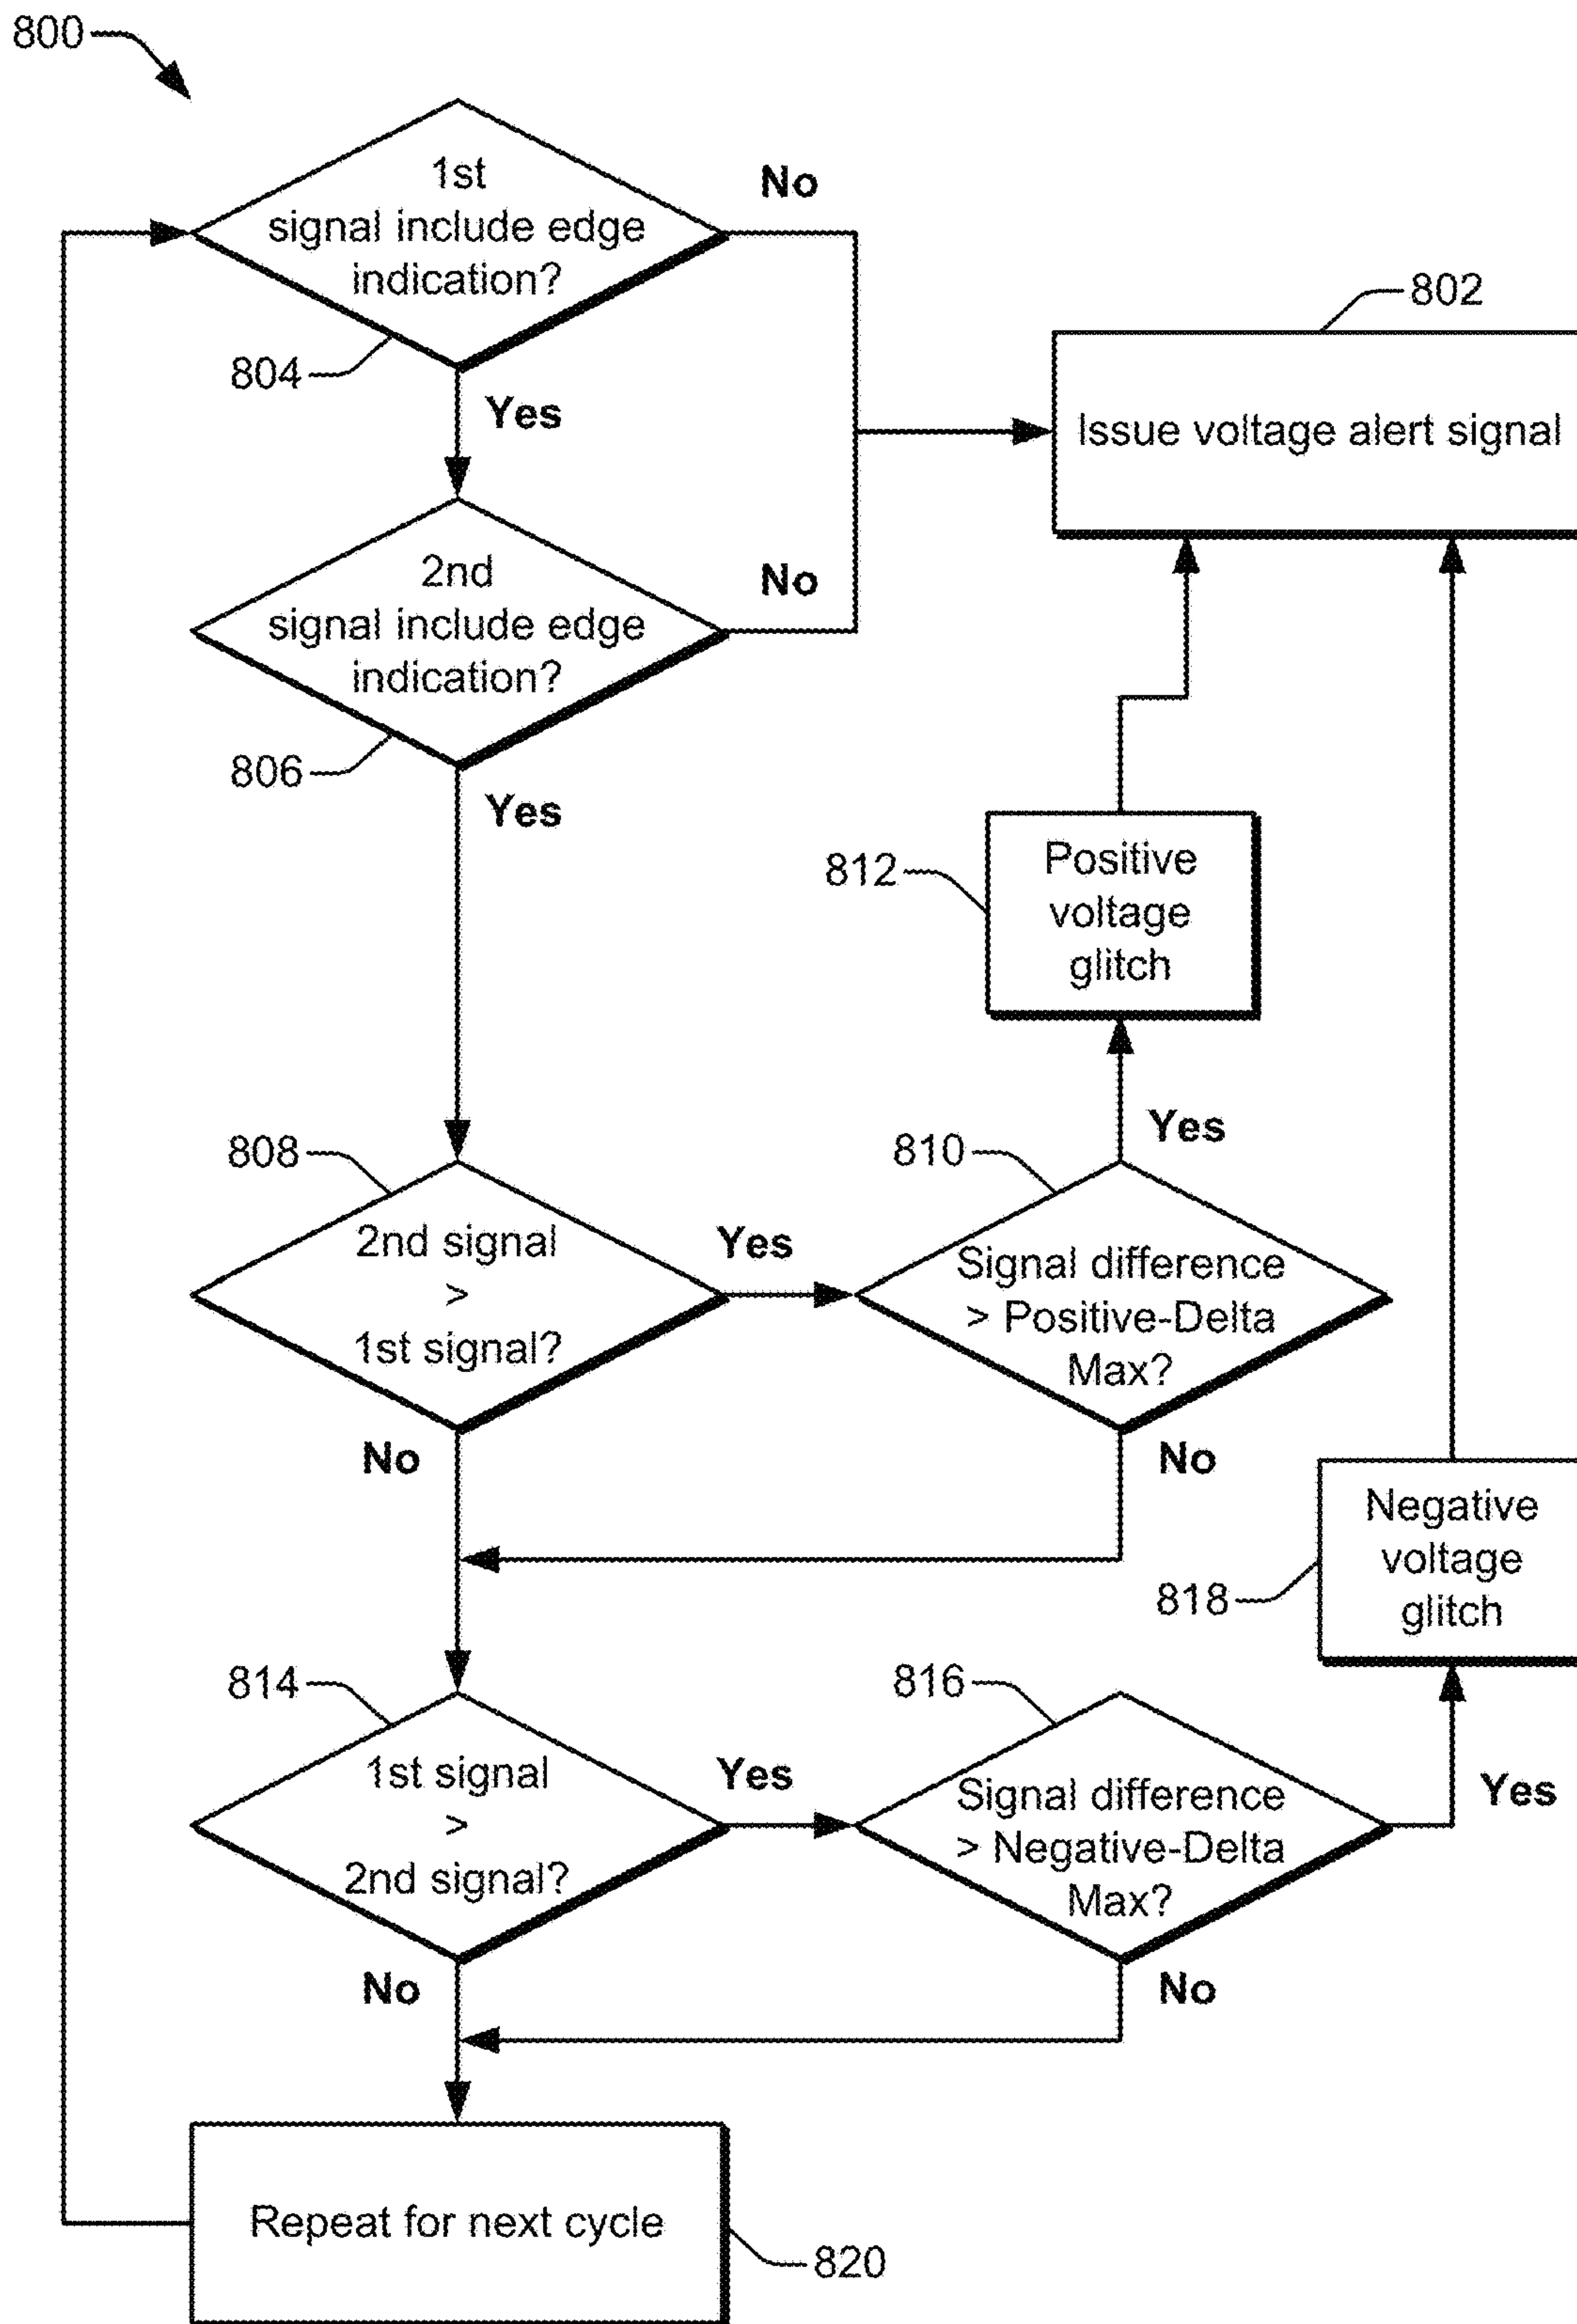 800
1st
signal include edge
indication?
No
804
Yes
802
Issue voltage alert signal
2nd
signal include edge
indication?
No
806
Yes
812
Positive
voltage
glitch
808
2nd signal
>
1st signal?
Yes
No
810
Yes
Signal difference
> Positive-Delta
Max?
No
Negative
voltage
glitch
818
814
1st signal
>
2nd signal?
Yes
No
816
Signal difference
> Negative-Delta
Max?
Yes
No
Repeat for next cycle
820